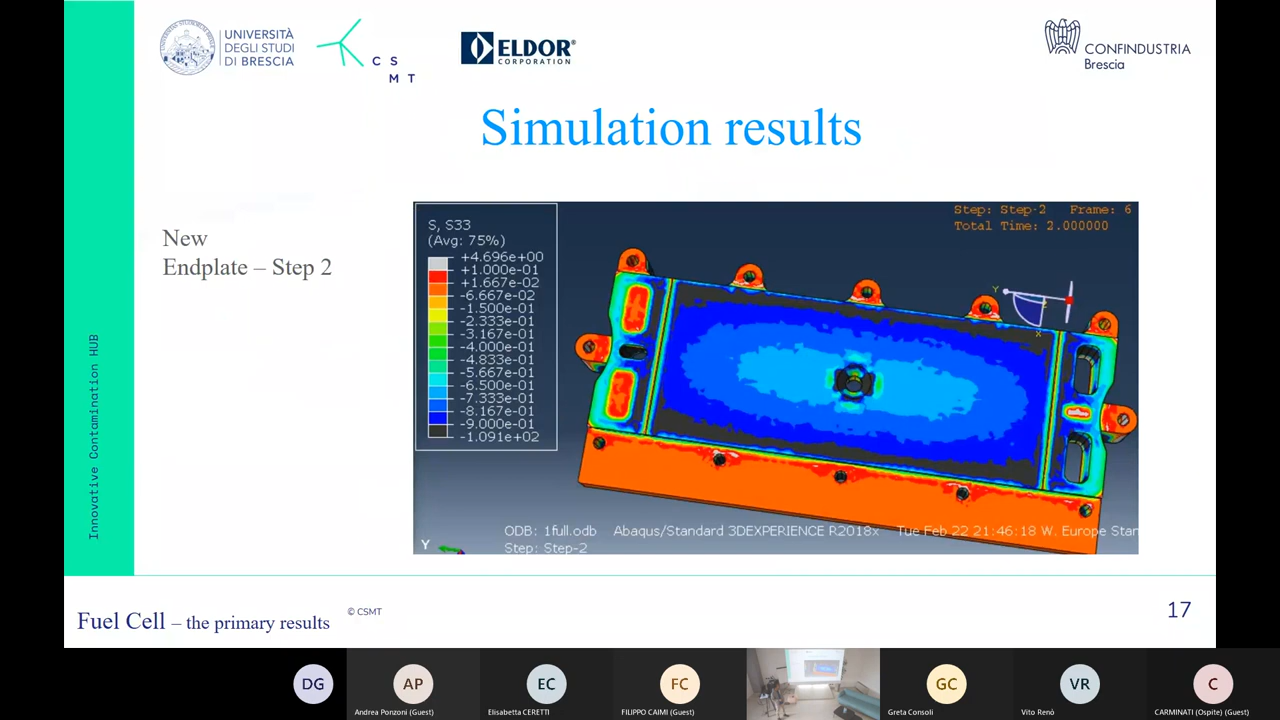 UNIVERSITÀ
DEGLI STUDI
DI BRESCIA
C S
M T
ELDOR
CORPORATION
CONFINDUSTRIA
Brescia
Simulation results
New
Endplate – Step 2
S, S33
(Avg: 75%)
+4.696e+00
+1.000e-01
+1.667e-02
-6.667e-02
-1.500e-01
-2.333e-01
-3.167e-01
-4.000e-01
-4.833e-01
-5.667e-01
-6.500e-01
-7.333e-01
-8.167e-01
-9.000e-01
-1.091e+02
Step: Step-2 Frame: 6
Total Time: 2.000000
Y
Z
X
ODB: 1full.odb Abaqus/Standard 3DEXPERIENCE R2018x Tue Feb 22 21:46:18 W. Europe Stan
Step: Step-2
Y
Innovative Contamination HUB
Fuel Cell – the primary results
© CSMT
17
DG
AP
EC
FC
GC
VR
C
Andrea Ponzoni (Guest)
Elisabetta CERETTI
FILIPPO CAIMI (Guest)
Greta Consoli
Vito Renò
CARMINATI (Ospite) (Guest)